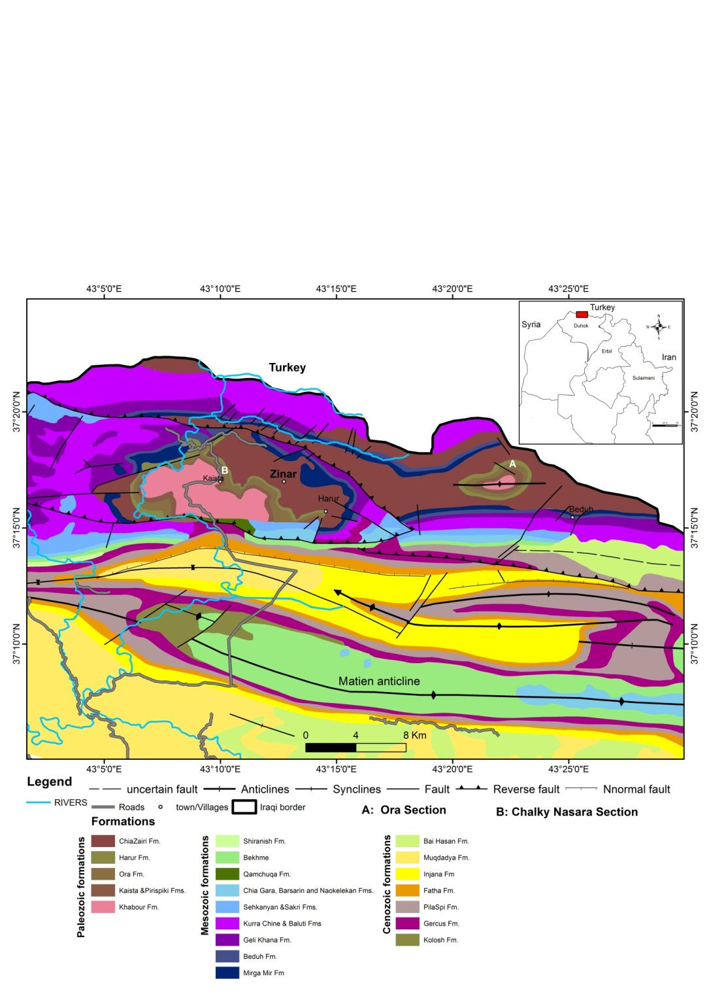 43°5'0"E 43°10'0"E 43°15'0"E 43°20'0"E 43°25'0"E
Turkey
Syria
Duhok
N
W E
S
Erbil
Iran
Sulaimani
Turkey
37°20'0"N
37°20'0"N
A
B
Kaista
Zinar
Harur
Beduh
37°15'0"N
37°15'0"N
37°10'0"N
37°10'0"N
Matien anticline
0 4 8 Km
43°5'0"E 43°10'0"E 43°15'0"E 43°20'0"E 43°25'0"E
Legend
uncertain fault Anticlines Synclines Fault Reverse fault Nnormal fault
RIVERS Roads town/Villages Iraqi border
A: Ora Section
B: Chalky Nasara Section
Formations
Paleozoic formations
ChiaZairi Fm.
Harur Fm.
Ora Fm.
Kaista &Pirispiki Fms.
Khabour Fm.
Mesozoic formations
Shiranish Fm.
Bekhme
Qamchuqa Fm.
Chia Gara, Barsarin and Naokelekan Fms.
Sehkanyan &Sakri Fms.
Kurra Chine & Baluti Fms
Geli Khana Fm.
Beduh Fm.
Mirga Mir Fm
Cenozoic formations
Bai Hasan Fm.
Muqdadya Fm.
Injana Fm
Fatha Fm.
PilaSpi Fm.
Gercus Fm.
Kolosh Fm.